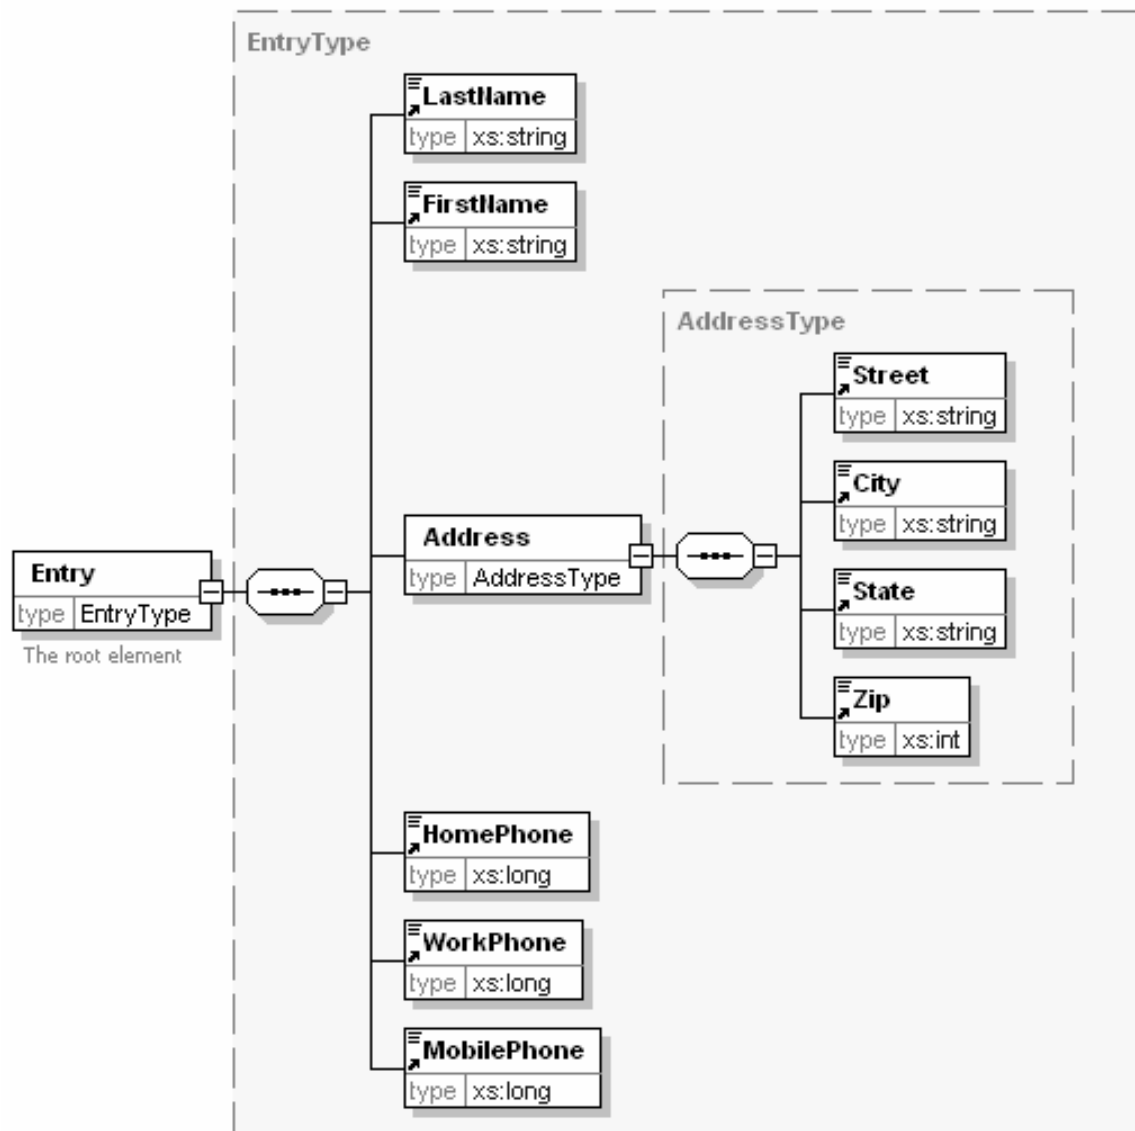 EntryType
LastName
type xs:string
FirstName
type xs:string
AddressType
Street
type xs:string
City
type xs:string
Address
type AddressType
Entry
type EntryType
The root element
State
type xs:string
Zip
type xs:int
HomePhone
type xs:long
WorkPhone
type xs:long
MobilePhone
type xs:long